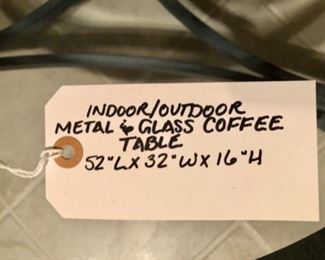 INDOOR/OUTDOOR
METAL & GLASS COFFEE
TABLE
52"L X 32"W X 16"H